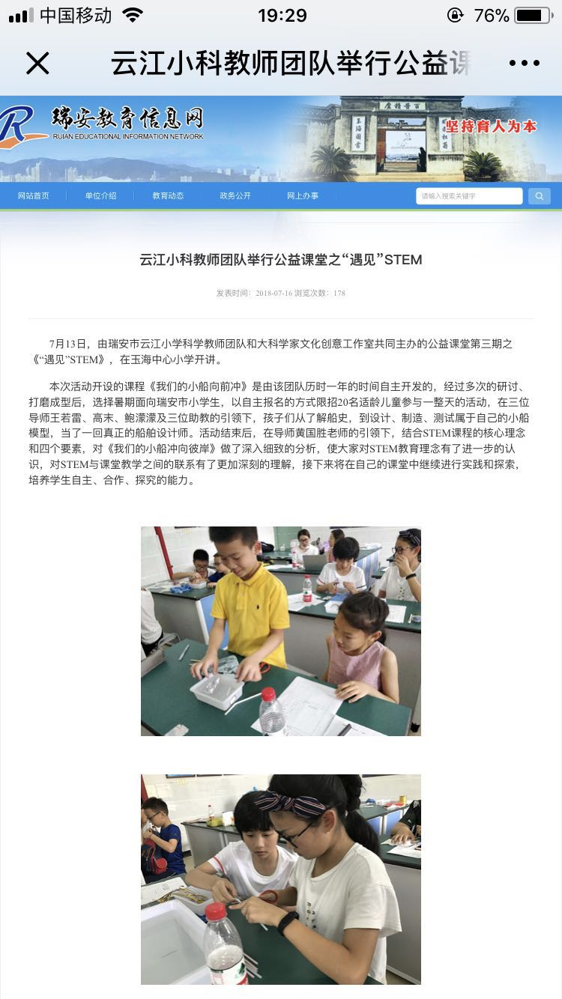 中国移动
19:29
76%
云江小科教师团队举行公益课
瑞安教育信息网
RUIAN EDUCATIONAL INFORMATION NETWORK
坚持育人为本
网站首页
单位介绍
教育动态
政务公开
网上办事
请输入搜索关键字
云江小科教师团队举行公益课堂之“遇见”STEM
发表时间：2018-07-16 浏览次数：178
7月13日，由瑞安市云江小学科学教师团队和大科学家文化创意工作室共同主办的公益课堂第三期之
《“遇见”STEM》，在玉海中心小学开讲。
本次活动开设的课程《我们的小船向前冲》是由该团队历时一年的时间自主开发的，经过多次的研讨、
打磨成型后，选择暑期面向瑞安市小学生，以自主报名的方式限招20名适龄儿童参与一整天的活动，在三位
导师王若雷、高末、鲍濛濛及三位助教的引领下，孩子们从了解船史，到设计、制造、测试属于自己的小船
模型，当了一回真正的船舶设计师。活动结束后，在导师黄国胜老师的引领下，结合STEM课程的核心理念
和四个要素，对《我们的小船冲向彼岸》做了深入细致的分析，使大家对STEM教育理念有了进一步的认
识，对STEM与课堂教学之间的联系有了更加深刻的理解，接下来将在自己的课堂中继续进行实践和探索，
培养学生自主、合作、探究的能力。